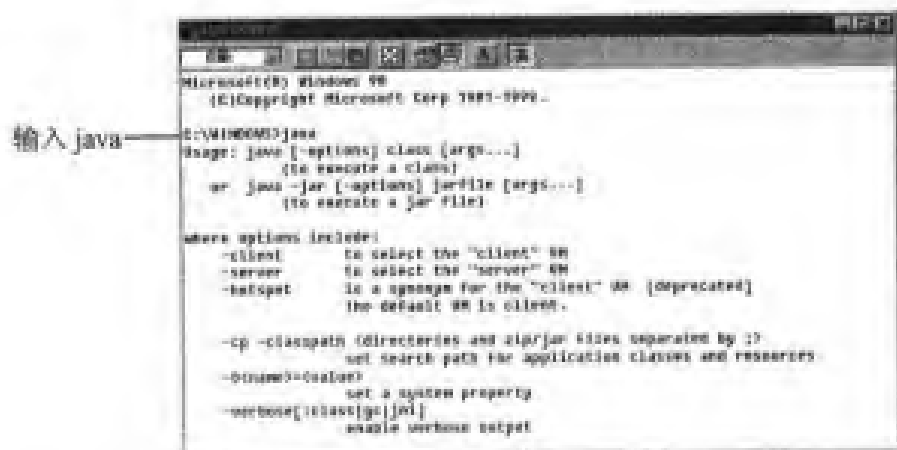 Microsoft(R) Windows 98
(C)Copyright Microsoft Corp 1981-1999.
输入 java
C:\WINDOWS>java
Usage: java [-options] class [args...]
(to execute a class)
or java -jar [-options] jarfile [args...]
(to execute a jar file)
where options include:
-client to select the "client" VM
-server to select the "server" VM
-hotspot is a synonym for the "client" VM [deprecated]
the default VM is client.
-cp -classpath <directories and zip/jar files separated by ;>
set search path for application classes and resources
-D<name>=<value>
set a system property
-verbose[:class|gc|jni]
enable verbose output